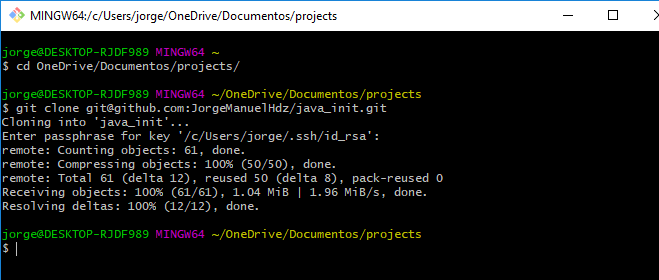 MINGW64:/c/Users/jorge/OneDrive/Documentos/projects
jorge@DESKTOP-RJDF989 MINGW64 ~
$ cd OneDrive/Documentos/projects/
jorge@DESKTOP-RJDF989 MINGW64 ~/OneDrive/Documentos/projects
$ git clone git@github.com:JorgeManuelHdz/java_init.git
Cloning into 'java_init'...
Enter passphrase for key '/c/Users/jorge/.ssh/id_rsa':
remote: Counting objects: 61, done.
remote: Compressing objects: 100% (50/50), done.
remote: Total 61 (delta 12), reused 50 (delta 8), pack-reused 0
Receiving objects: 100% (61/61), 1.04 MiB | 1.96 MiB/s, done.
Resolving deltas: 100% (12/12), done.
jorge@DESKTOP-RJDF989 MINGW64 ~/OneDrive/Documentos/projects
$